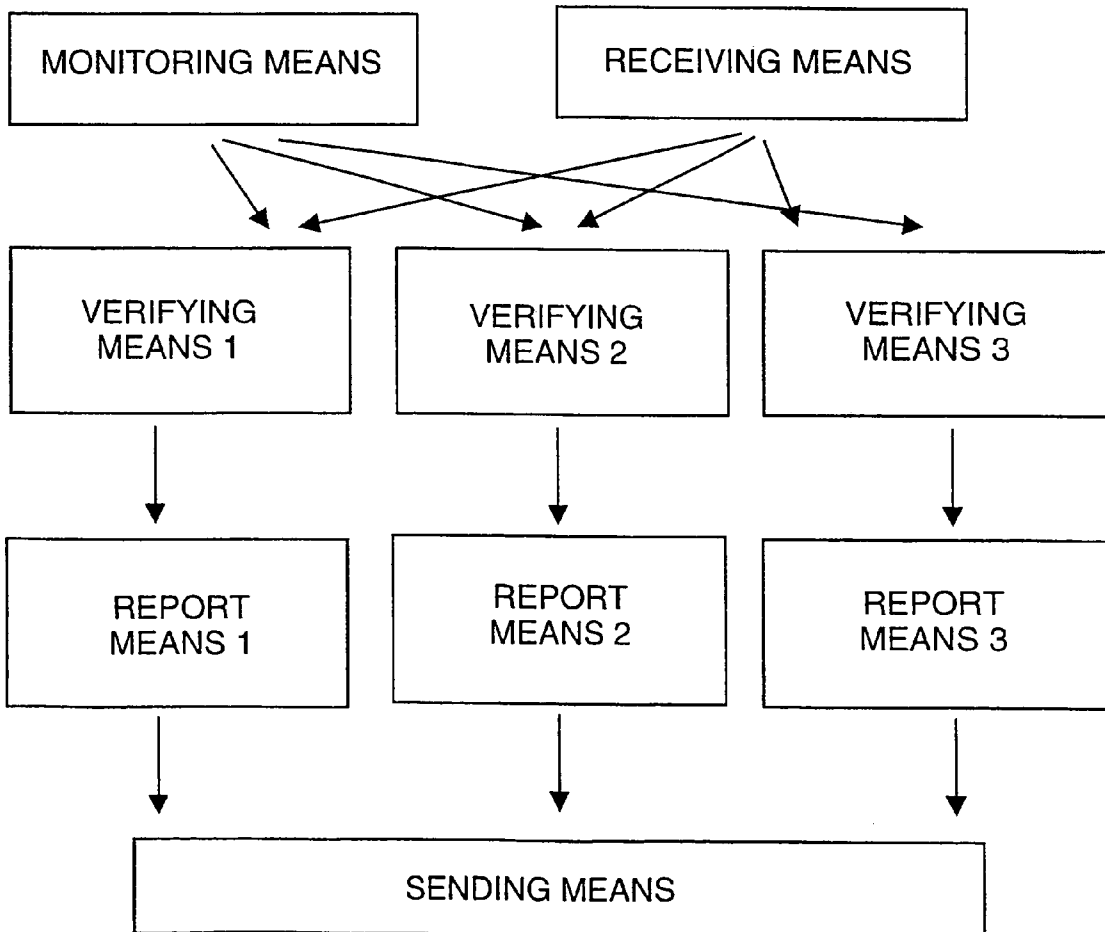 MONITORING MEANS
RECEIVING MEANS
VERIFYING
MEANS 1
VERIFYING
MEANS 2
VERIFYING
MEANS 3
REPORT
MEANS 1
REPORT
MEANS 2
REPORT
MEANS 3
SENDING MEANS